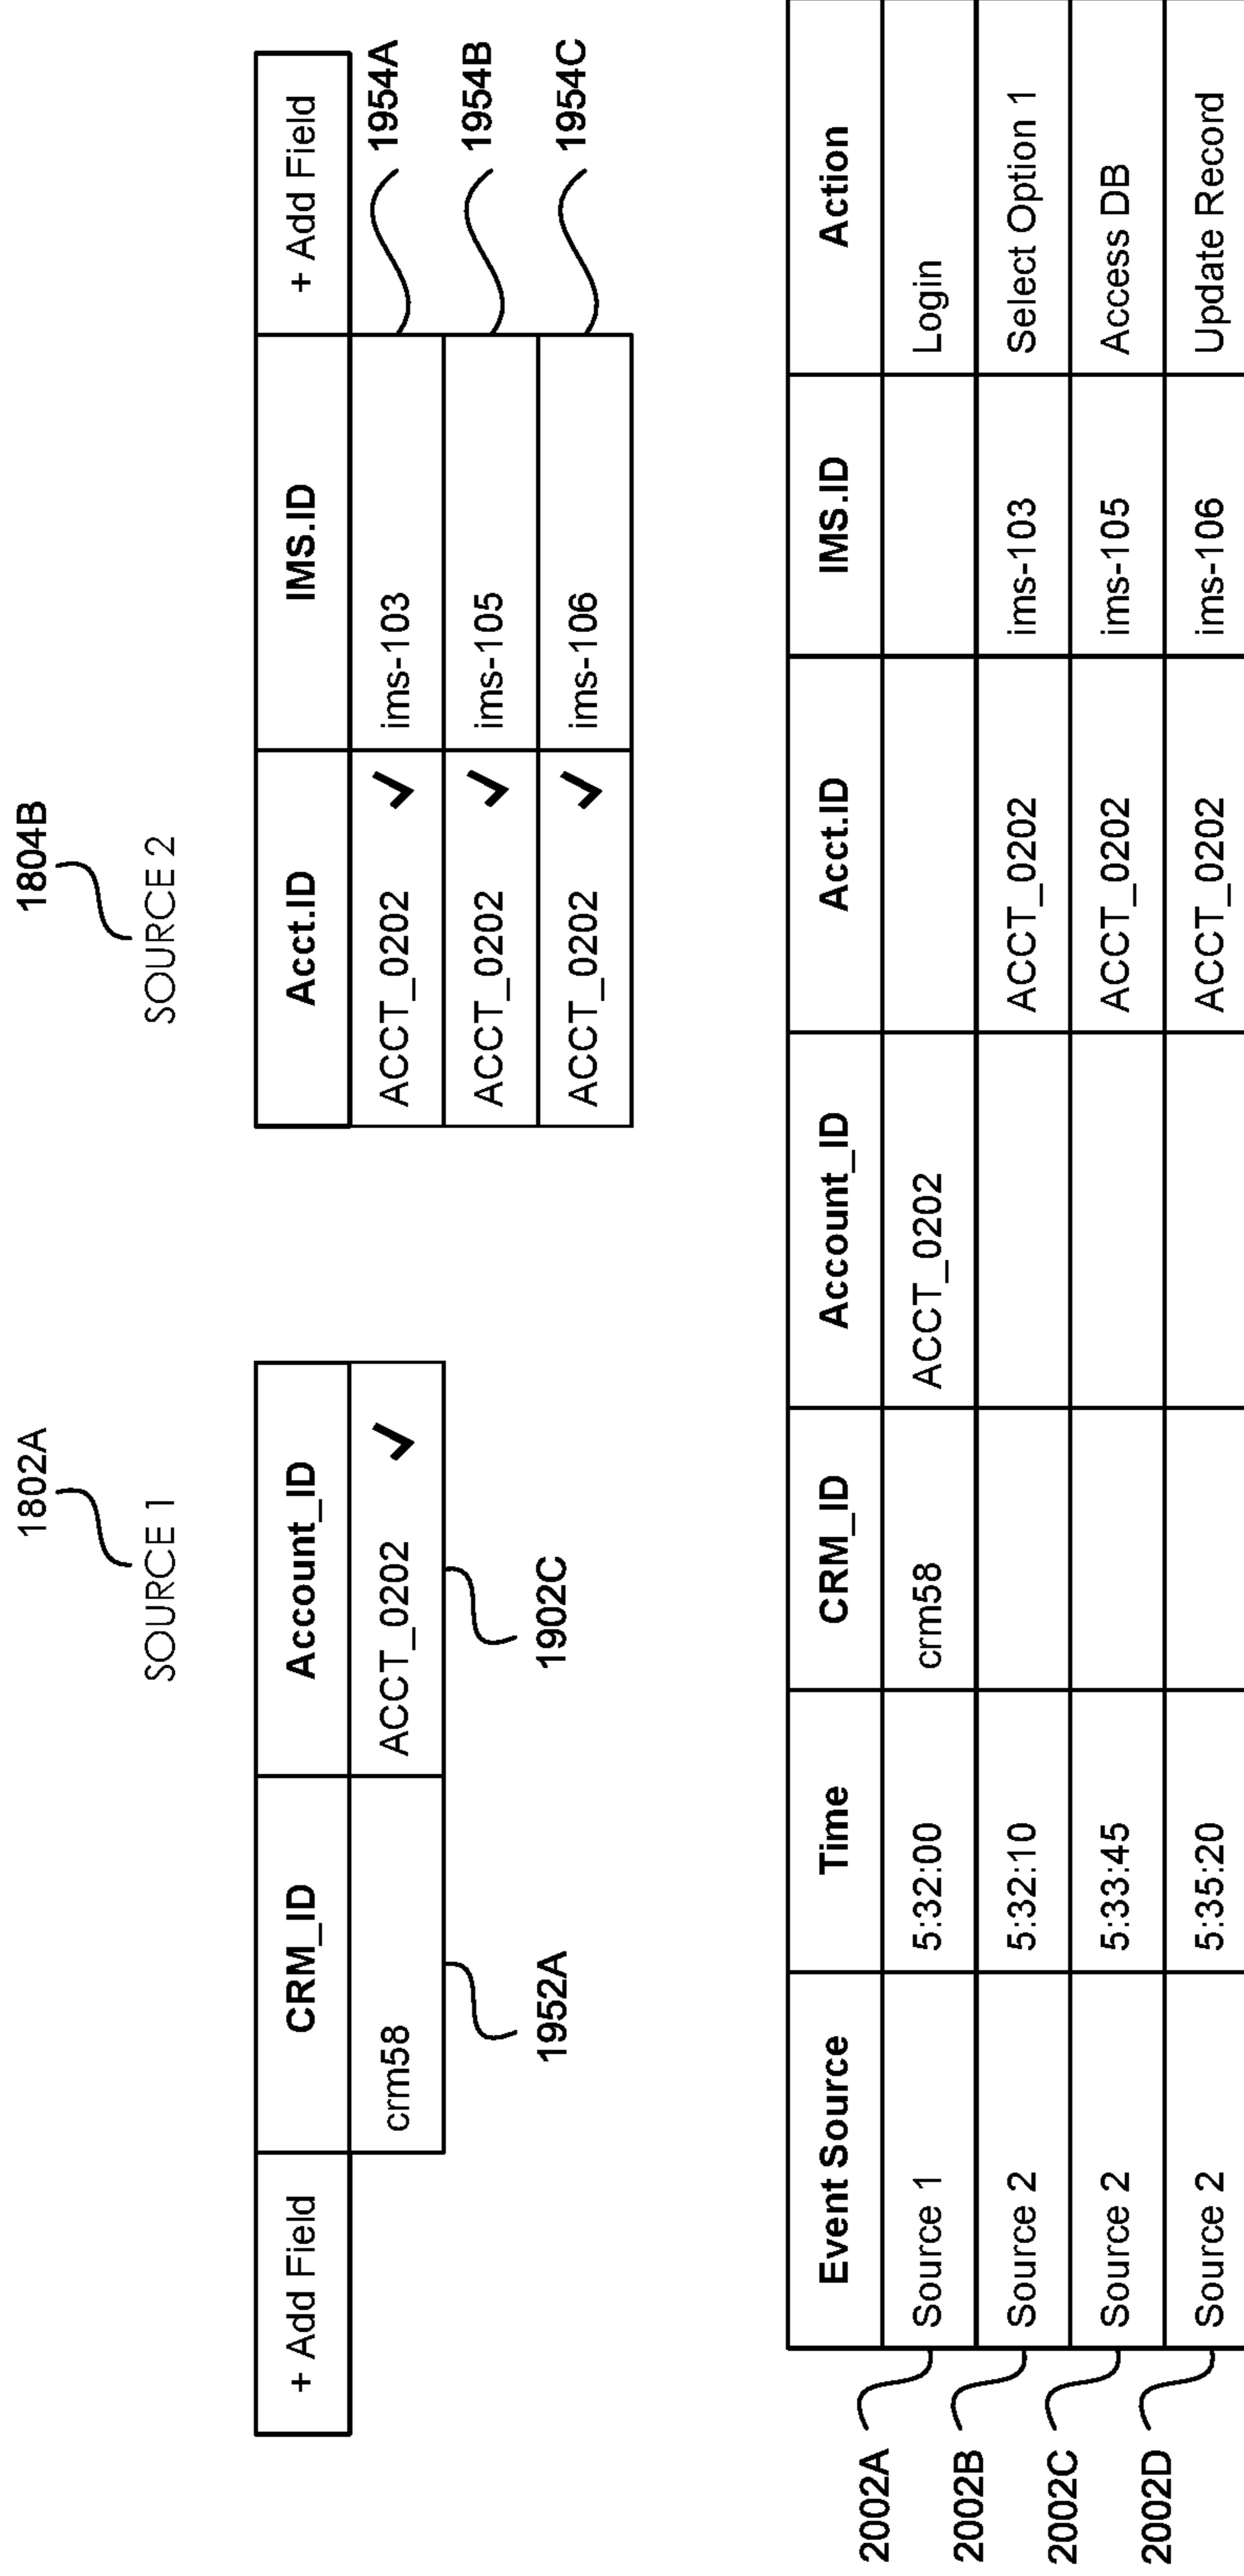 1802A
SOURCE 1
1804B
SOURCE 2
+ Add Field CRM_ID Account_ID
crm58 ACCT_0202 ✓
1952A 1902C
Acct.ID IMS.ID + Add Field
ACCT_0202 ✓ ims-103 1954A
ACCT_0202 ✓ ims-105 1954B
ACCT_0202 ✓ ims-106 1954C
Event Source Time CRM_ID Account_ID Acct.ID IMS.ID Action
2002A Source 1 5:32:00 crm58 ACCT_0202 Login
2002B Source 2 5:32:10 ACCT_0202 ims-103 Select Option 1
2002C Source 2 5:33:45 ACCT_0202 ims-105 Access DB
2002D Source 2 5:35:20 ACCT_0202 ims-106 Update Record